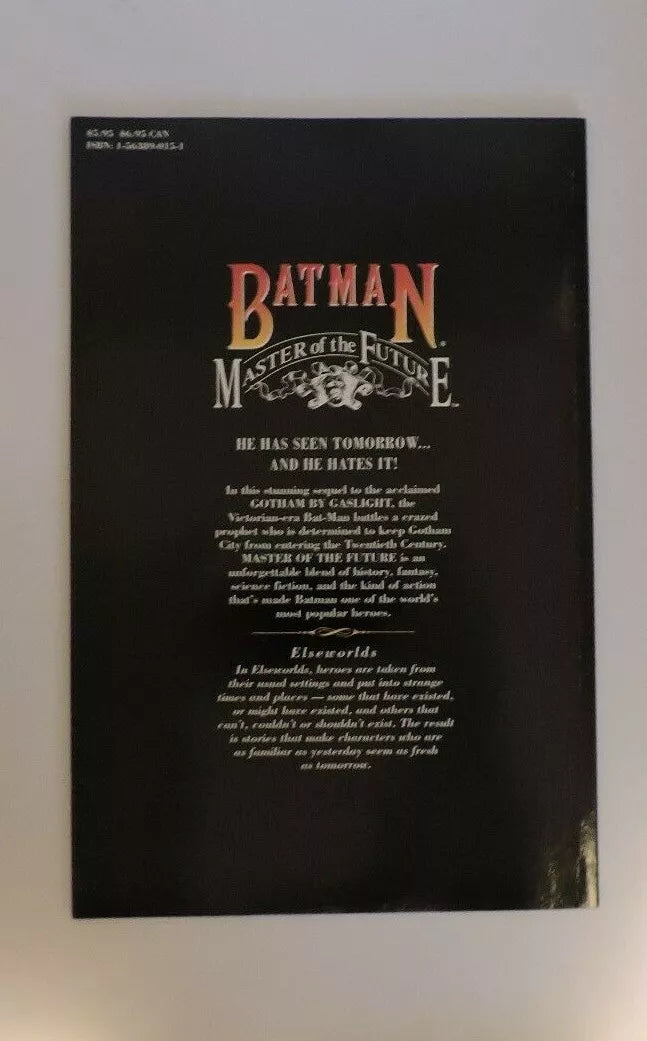 $5.95 $6.95 CAN
ISBN: 1-56389-015-1
BATMAN
MASTER of the FUTURE™
HE HAS SEEN TOMORROW...
AND HE HATES IT!
In this stunning sequel to the acclaimed
GOTHAM BY GASLIGHT, the
Victorian-era Bat-Man battles a crazed
prophet who is determined to keep Gotham
City from entering the Twentieth Century.
MASTER OF THE FUTURE is an
unforgettable blend of history, fantasy,
science fiction, and the kind of action
that's made Batman one of the world's
most popular heroes.
Elseworlds
In Elseworlds, heroes are taken from
their usual settings and put into strange
times and places — some that have existed,
or might have existed, and others that
can't, couldn't or shouldn't exist. The result
is stories that make characters who are
as familiar as yesterday seem as fresh
as tomorrow.